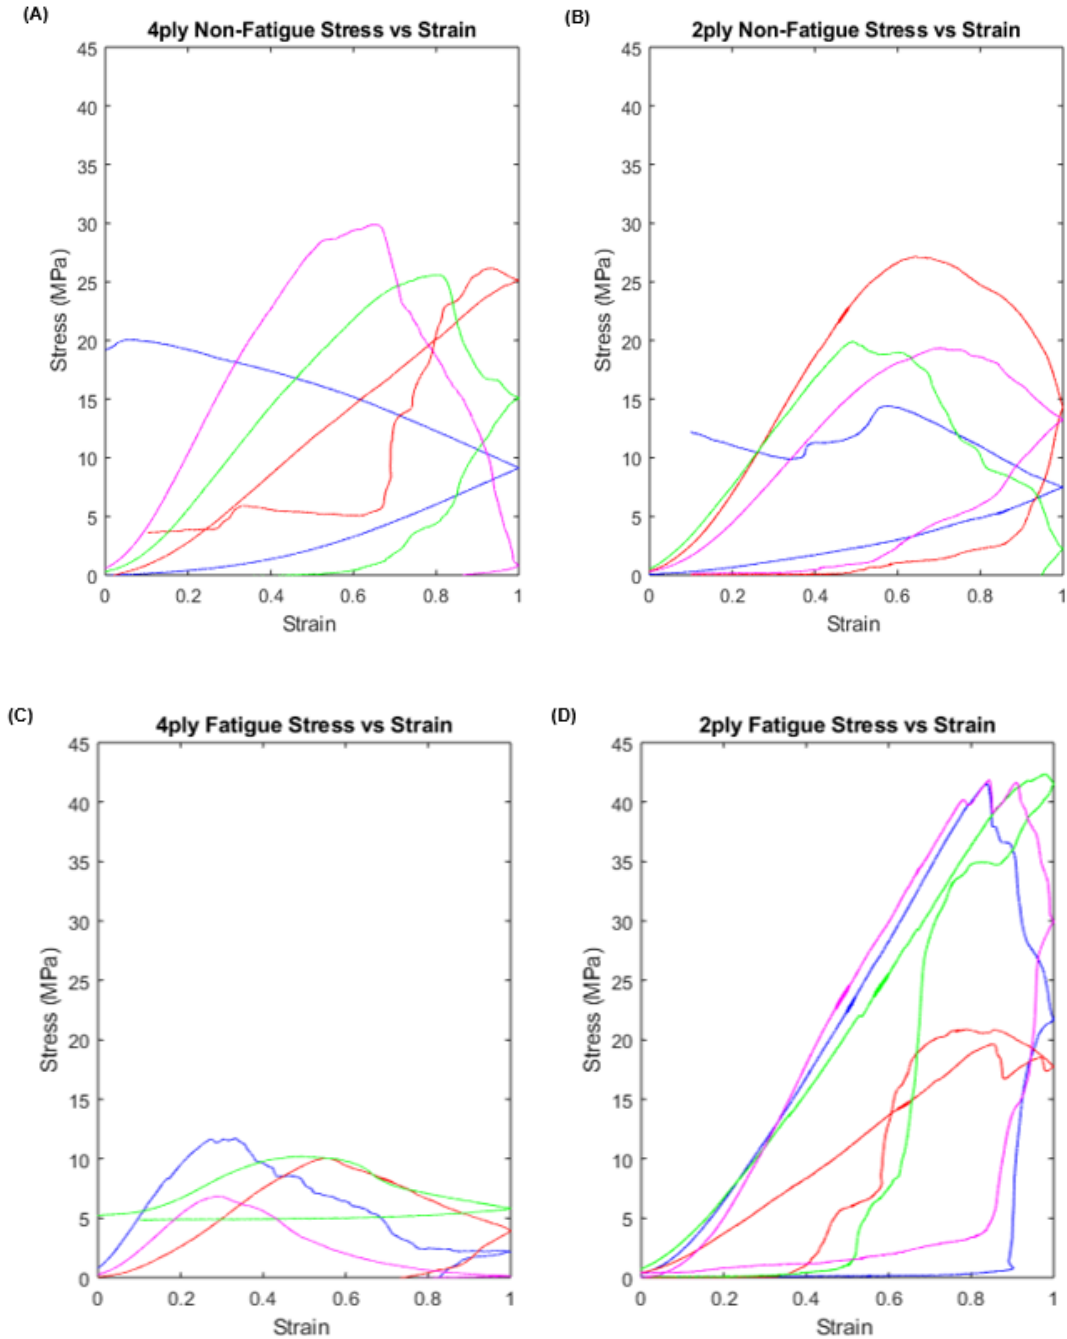 (A)
4ply Non-Fatigue Stress vs Strain
45
40
35
30
25
20
15
10
5
0
Stress (MPa)
0 0.2 0.4 0.6 0.8 1
Strain
(B)
2ply Non-Fatigue Stress vs Strain
45
40
35
30
25
20
15
10
5
0
Stress (MPa)
0 0.2 0.4 0.6 0.8 1
Strain
(C)
4ply Fatigue Stress vs Strain
45
40
35
30
25
20
15
10
5
0
Stress (MPa)
0 0.2 0.4 0.6 0.8 1
Strain
(D)
2ply Fatigue Stress vs Strain
45
40
35
30
25
20
15
10
5
0
Stress (MPa)
0 0.2 0.4 0.6 0.8 1
Strain